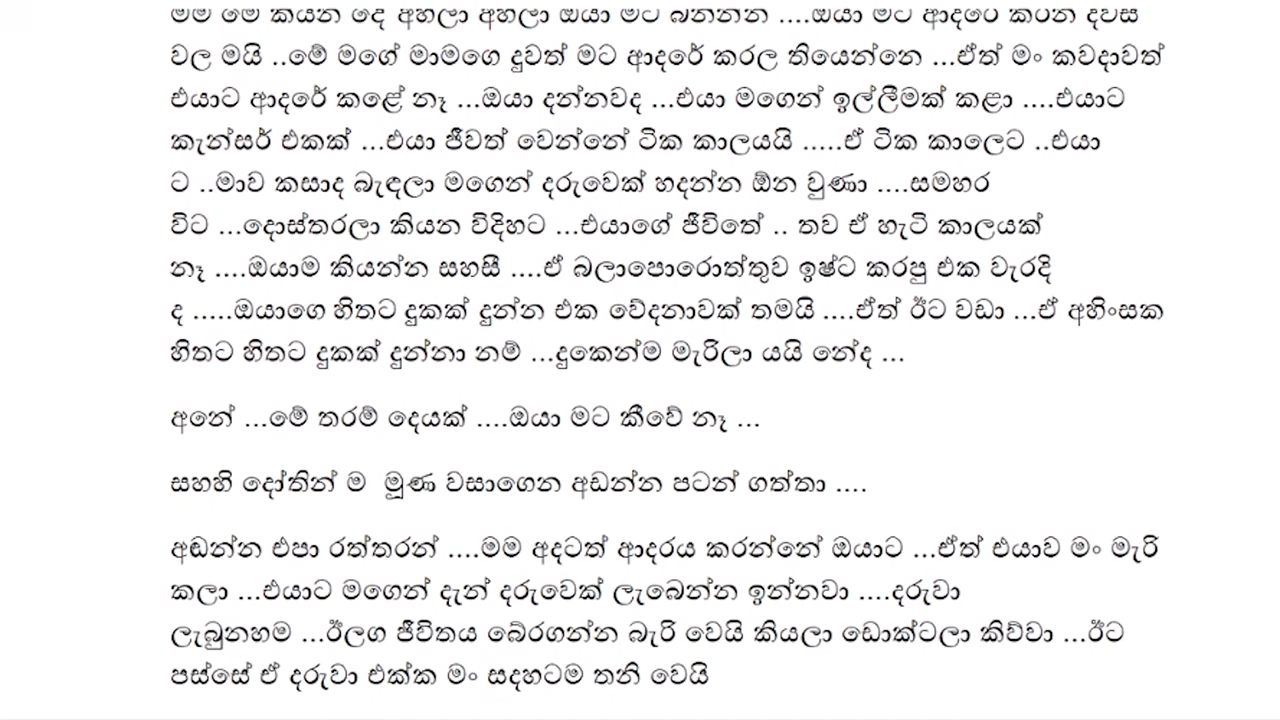 මම මේ කියන දේ අහලා අහලා ඔයා මට බනින්න ....ඔයා මට ආදරේ කරන දවස්
වල මයි ..මේ මගේ මාමගෙ දුවත් මට ආදරේ කරල තියෙන්නෙ ...ඒත් මං කවදාවත්
එයාට ආදරේ කළේ නෑ ...ඔයා දන්නවද ...එයා මගෙන් ඉල්ලීමක් කළා ....එයාට
කැන්සර් එකක් ...එයා ජීවත් වෙන්නේ ටික කාලයයි .....ඒ ටික කාලෙට ..එයා
ට ..මාව කසාද බැඳලා මගෙන් දරුවෙක් හදන්න ඕන වුණා ....සමහර
විට ...දොස්තරලා කියන විදිහට ...එයාගේ ජීවිතේ .. තව ඒ හැටි කාලයක්
නෑ ....ඔයාම කියන්න සහසී ....ඒ බලාපොරොත්තුව ඉෂ්ට කරපු එක වැරදි
ද .....ඔයාගෙ හිතට දුකක් දුන්න එක වේදනාවක් තමයි ....ඒත් ඊට වඩා ...ඒ අහිංසක
හිතට හිතට දුකක් දුන්නා නම් ...දුකෙන්ම මැරිලා යයි නේද ...
අනේ ...මේ තරම් දෙයක් ....ඔයා මට කීවේ නෑ ...
සහහි දෝතින් ම  මූණ වසාගෙන අඩන්න පටන් ගත්තා ....
අඬන්න එපා රත්තරන් ....මම අදටත් ආදරය කරන්නේ ඔයාට ...ඒත් එයාව මං මැරි
කලා ...එයාට මගෙන් දැන් දරුවෙක් ලැබෙන්න ඉන්නවා ....දරුවා
ලැබුනහම ...ඊලග ජීවිතය බේරගන්න බැරි වෙයි කියලා ඩොක්ටලා කිව්වා ...ඊට
පස්සේ ඒ දරුවා එක්ක මං සදහටම තනි වෙයි